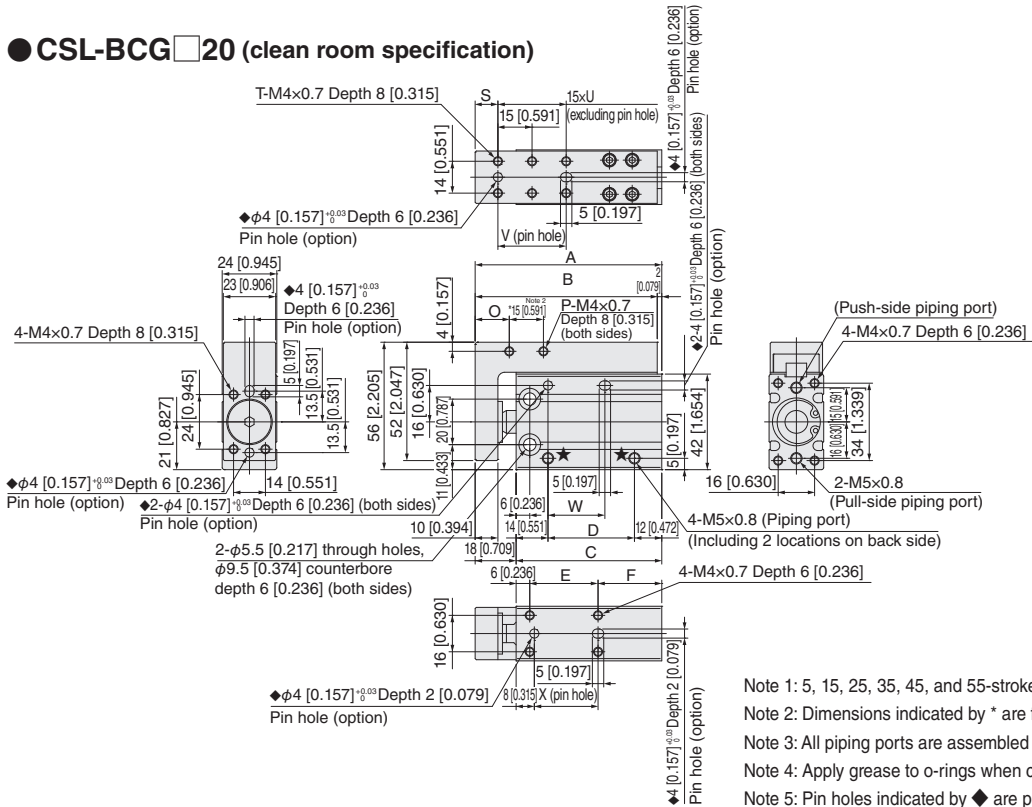 ●CSL-BCG□20 (clean room specification)
T-M4×0.7 Depth 8 [0.315]
S
15xU
(excluding pin hole)
15 [0.591]
14 [0.551]
◆4 [0.157]+0.03 0 Depth 6 [0.236]
Pin hole (option)
◆2-4 [0.157]+0.03 0 Depth 6 [0.236] (both sides)
Pin hole (option)
◆φ4 [0.157]+0.03 0 Depth 6 [0.236]
Pin hole (option)
5 [0.197]
V (pin hole)
A
B
2
[0.079]
24 [0.945]
23 [0.906]
◆4 [0.157]+0.03 0
Depth 6 [0.236]
Pin hole (option)
4-M4×0.7 Depth 8 [0.315]
5 [0.197]
13.5 [0.531]
13.5 [0.531]
24 [0.945]
21 [0.827]
◆φ4 [0.157]+0.03 0 Depth 6 [0.236]
Pin hole (option)
14 [0.551]
4 [0.157]
O
Note 2
*15 [0.591]
P-M4×0.7
Depth 8 [0.315]
(both sides)
56 [2.205]
52 [2.047]
16 [0.630]
20 [0.787]
11 [0.433]
5 [0.197]
42 [1.654]
★
★
5 [0.197]
6 [0.236]
W
14 [0.551]
D
12 [0.472]
10 [0.394]
18 [0.709]
C
◆2-φ4 [0.157]+0.03 0 Depth 6 [0.236] (both sides)
Pin hole (option)
2-φ5.5 [0.217] through holes,
φ9.5 [0.374] counterbore
depth 6 [0.236] (both sides)
4-M5×0.8 (Piping port)
(Including 2 locations on back side)
(Push-side piping port)
4-M4×0.7 Depth 6 [0.236]
15 [0.591]
16 [0.630]
34 [1.339]
16 [0.630]
2-M5×0.8
(Pull-side piping port)
6 [0.236]
E
F
4-M4×0.7 Depth 6 [0.236]
16 [0.630]
5 [0.197]
8 [0.315]
X (pin hole)
◆φ4 [0.157]+0.03 0 Depth 2 [0.079]
Pin hole (option)
◆4 [0.157]+0.03 0 Depth 2 [0.079]
Pin hole (option)
Note 1: 5, 15, 25, 35, 45, and 55-stroke
Note 2: Dimensions indicated by * are
Note 3: All piping ports are assembled
Note 4: Apply grease to o-rings when
Note 5: Pin holes indicated by ◆ are